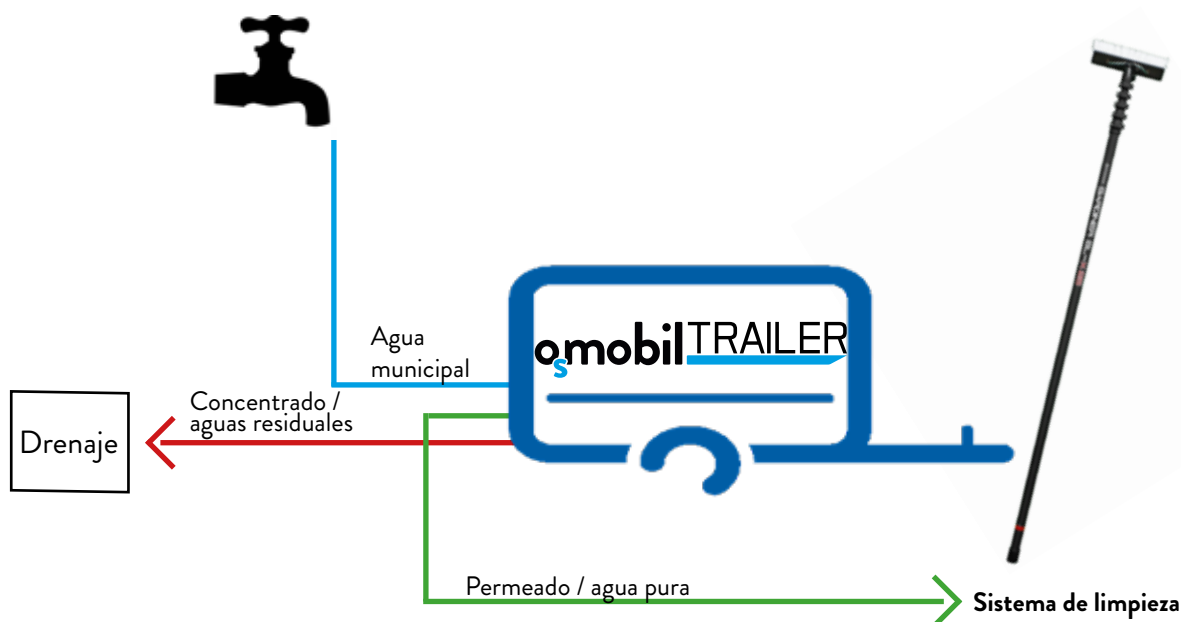 osmobil TRAILER
Agua
municipal
Concentrado /
aguas residuales
Drenaje
Permeado / agua pura
Sistema de limpieza